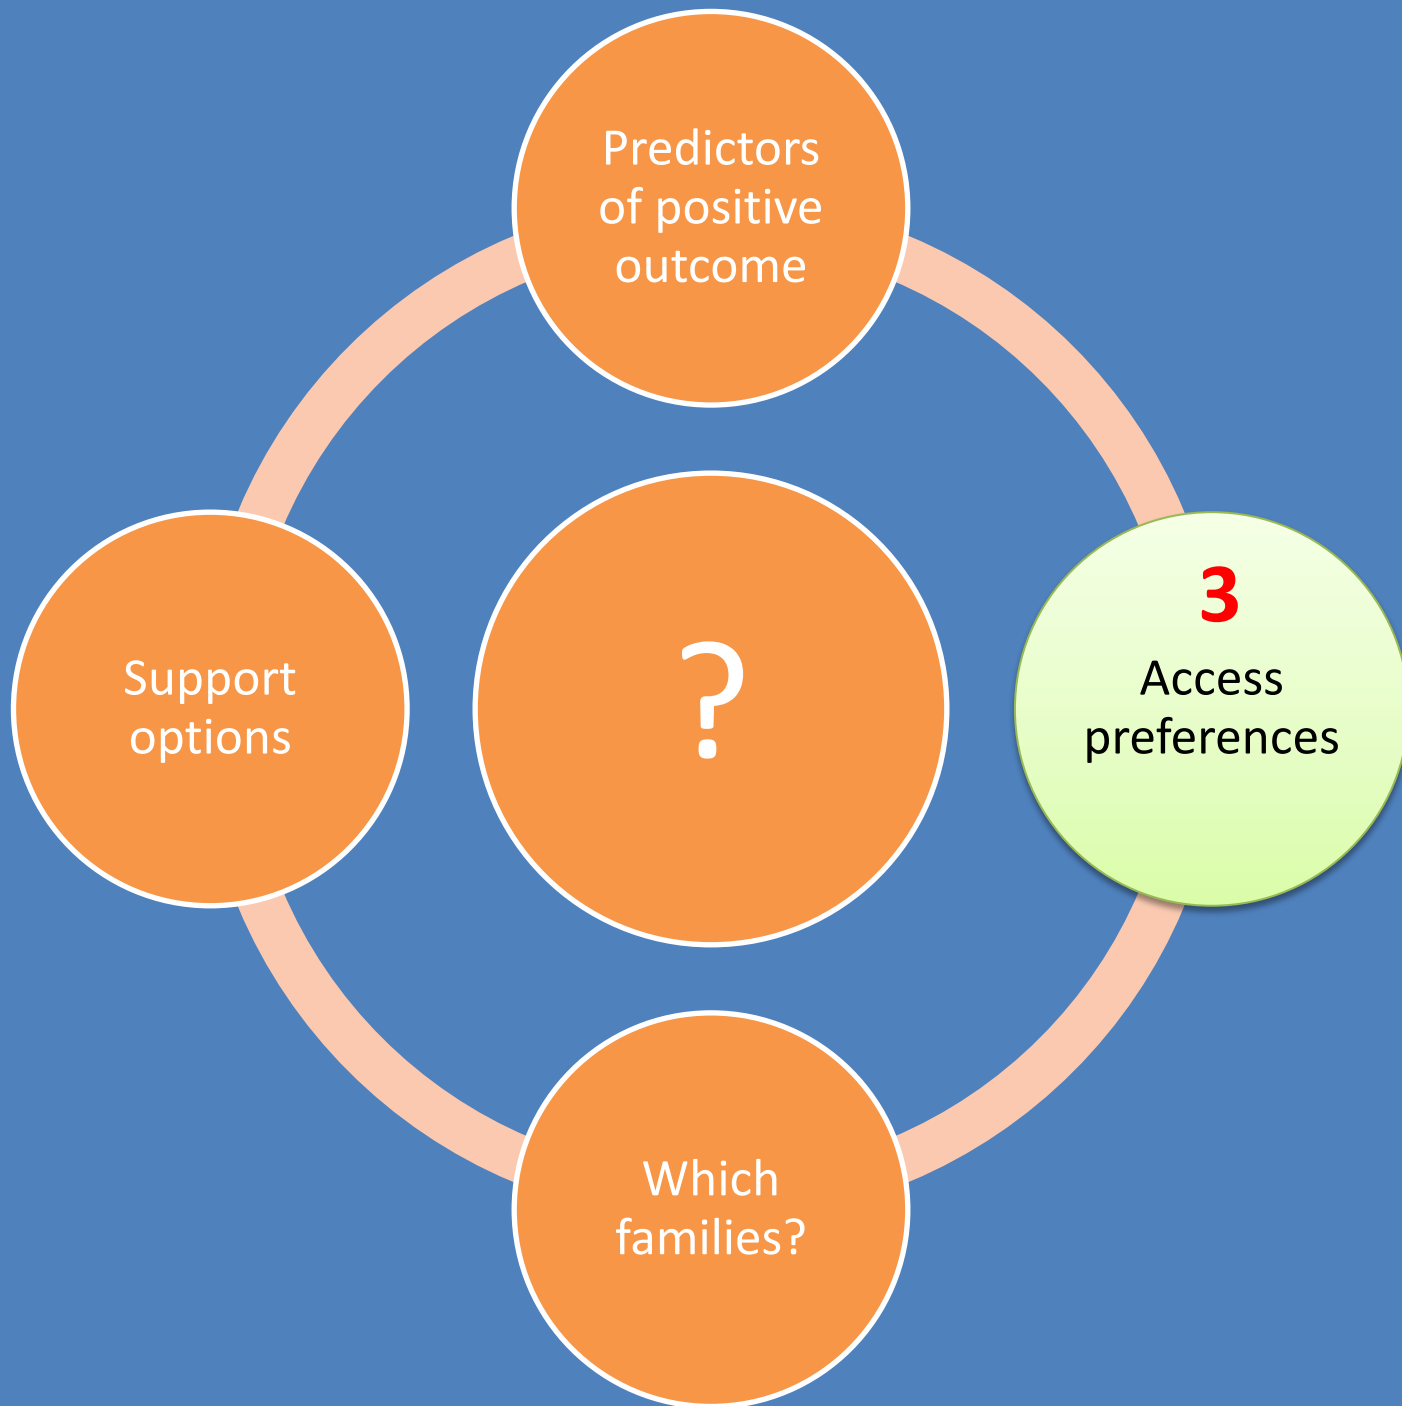 Predictors
of positive
outcome
Support
options
?
3
Access
preferences
Which
families?